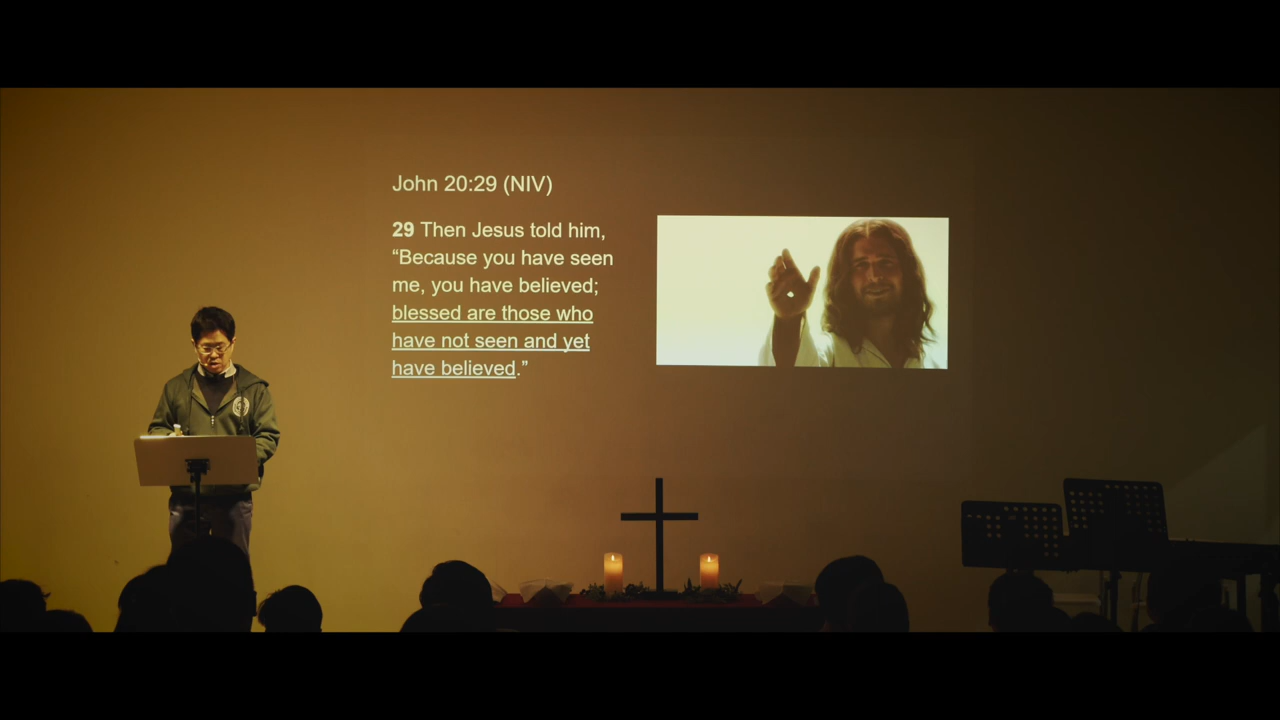 John 20:29 (NIV)
29 Then Jesus told him,
“Because you have seen
me, you have believed;
blessed are those who
have not seen and yet
have believed.”